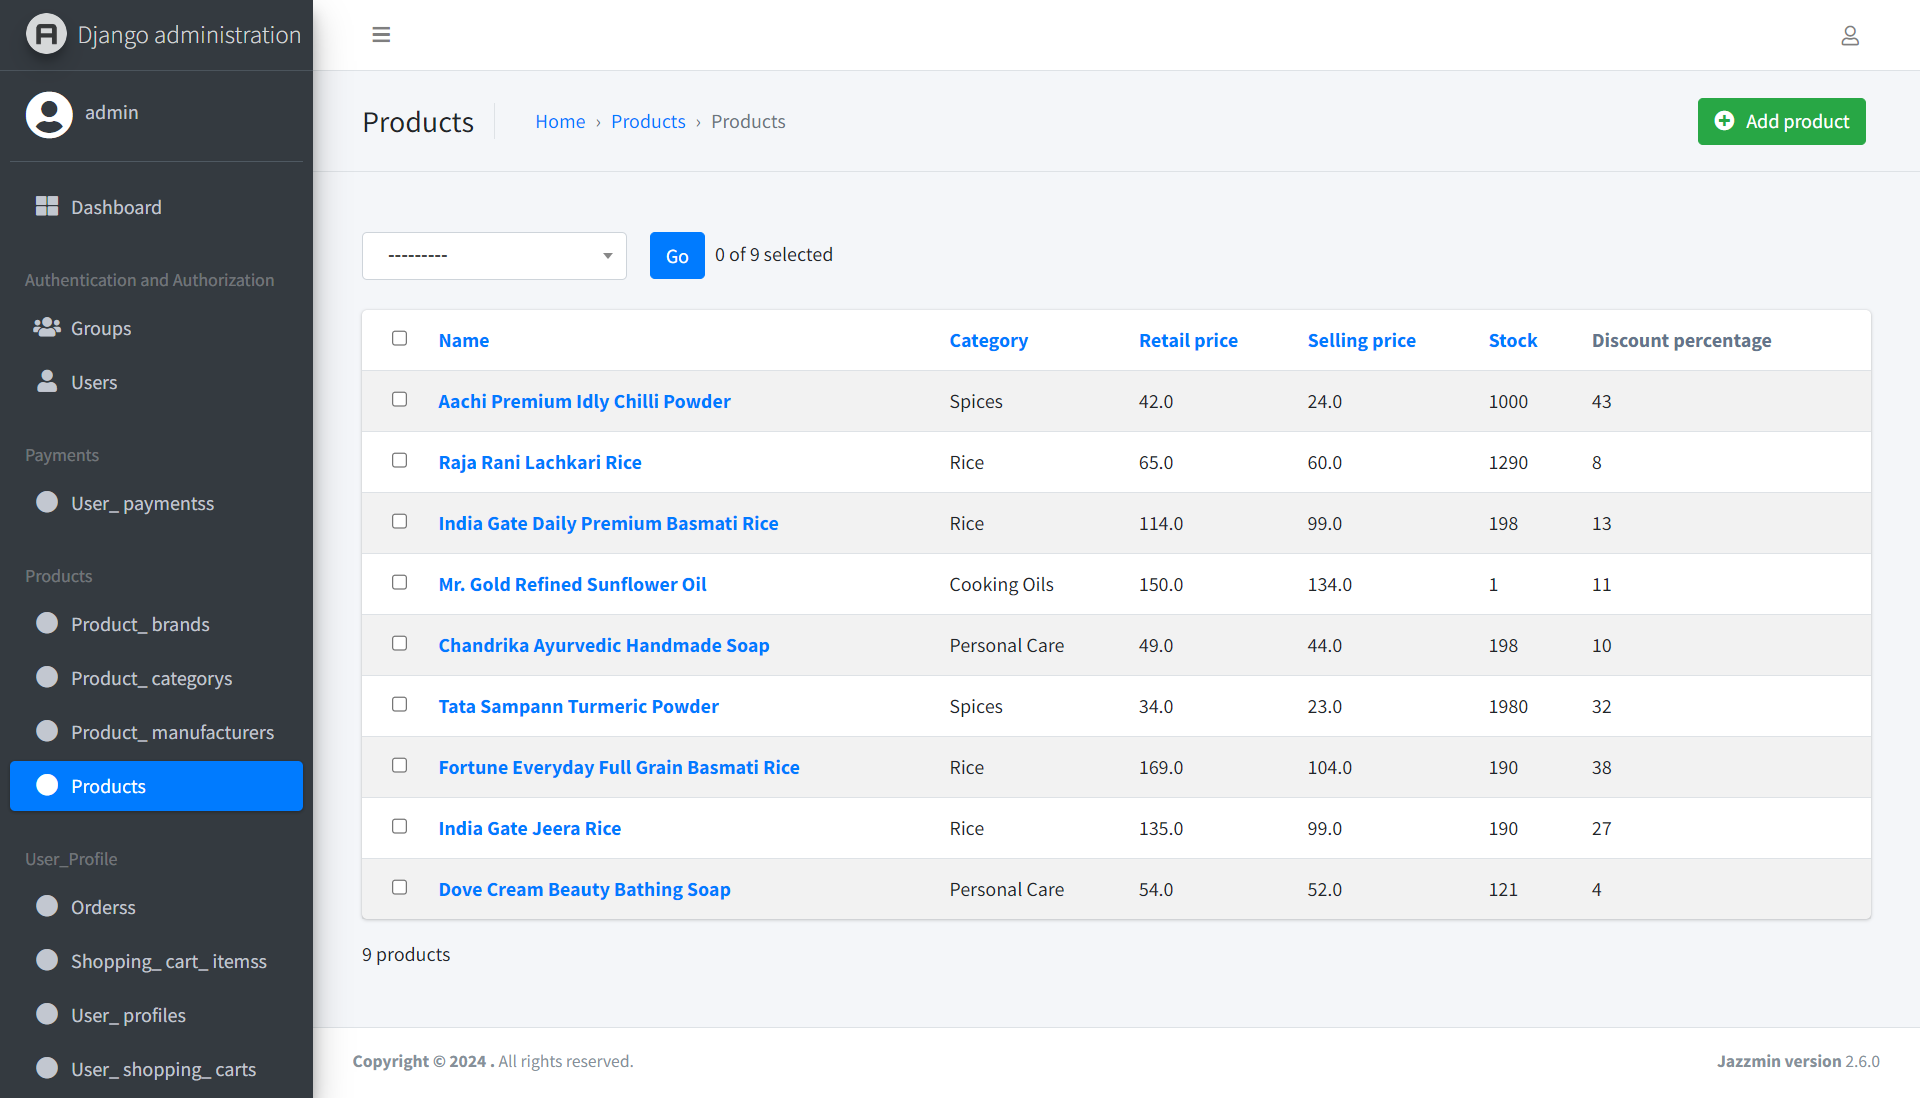 Django administration
admin
Dashboard
Authentication and Authorization
Groups
Users
Payments
User_ paymentss
Products
Product_ brands
Product_ categorys
Product_ manufacturers
Products
User_Profile
Orderss
Shopping_ cart_ itemss
User_ profiles
User_ shopping_ carts
Products
Home › Products › Products
Add product
---------
Go
0 of 9 selected
Name Category Retail price Selling price Stock Discount percentage
Aachi Premium Idly Chilli Powder Spices 42.0 24.0 1000 43
Raja Rani Lachkari Rice Rice 65.0 60.0 1290 8
India Gate Daily Premium Basmati Rice Rice 114.0 99.0 198 13
Mr. Gold Refined Sunflower Oil Cooking Oils 150.0 134.0 1 11
Chandrika Ayurvedic Handmade Soap Personal Care 49.0 44.0 198 10
Tata Sampann Turmeric Powder Spices 34.0 23.0 1980 32
Fortune Everyday Full Grain Basmati Rice Rice 169.0 104.0 190 38
India Gate Jeera Rice Rice 135.0 99.0 190 27
Dove Cream Beauty Bathing Soap Personal Care 54.0 52.0 121 4
9 products
Copyright © 2024 . All rights reserved.
Jazzmin version 2.6.0